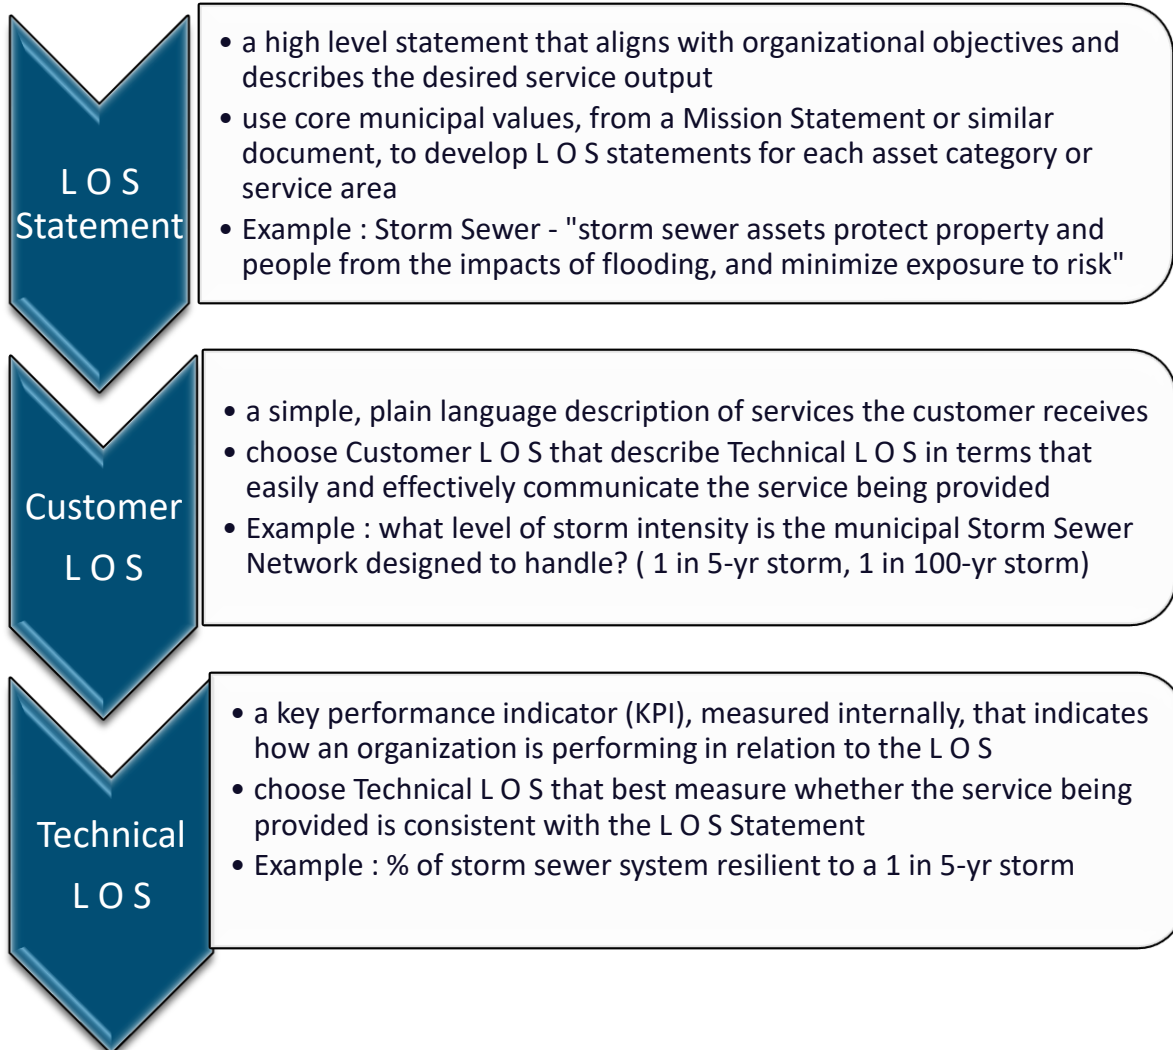 L O S
Statement
• a high level statement that aligns with organizational objectives and
describes the desired service output
• use core municipal values, from a Mission Statement or similar
document, to develop L O S statements for each asset category or
service area
• Example : Storm Sewer - "storm sewer assets protect property and
people from the impacts of flooding, and minimize exposure to risk"
Customer
L O S
• a simple, plain language description of services the customer receives
• choose Customer L O S that describe Technical L O S in terms that
easily and effectively communicate the service being provided
• Example : what level of storm intensity is the municipal Storm Sewer
Network designed to handle? ( 1 in 5-yr storm, 1 in 100-yr storm)
Technical
L O S
• a key performance indicator (KPI), measured internally, that indicates
how an organization is performing in relation to the L O S
• choose Technical L O S that best measure whether the service being
provided is consistent with the L O S Statement
• Example : % of storm sewer system resilient to a 1 in 5-yr storm